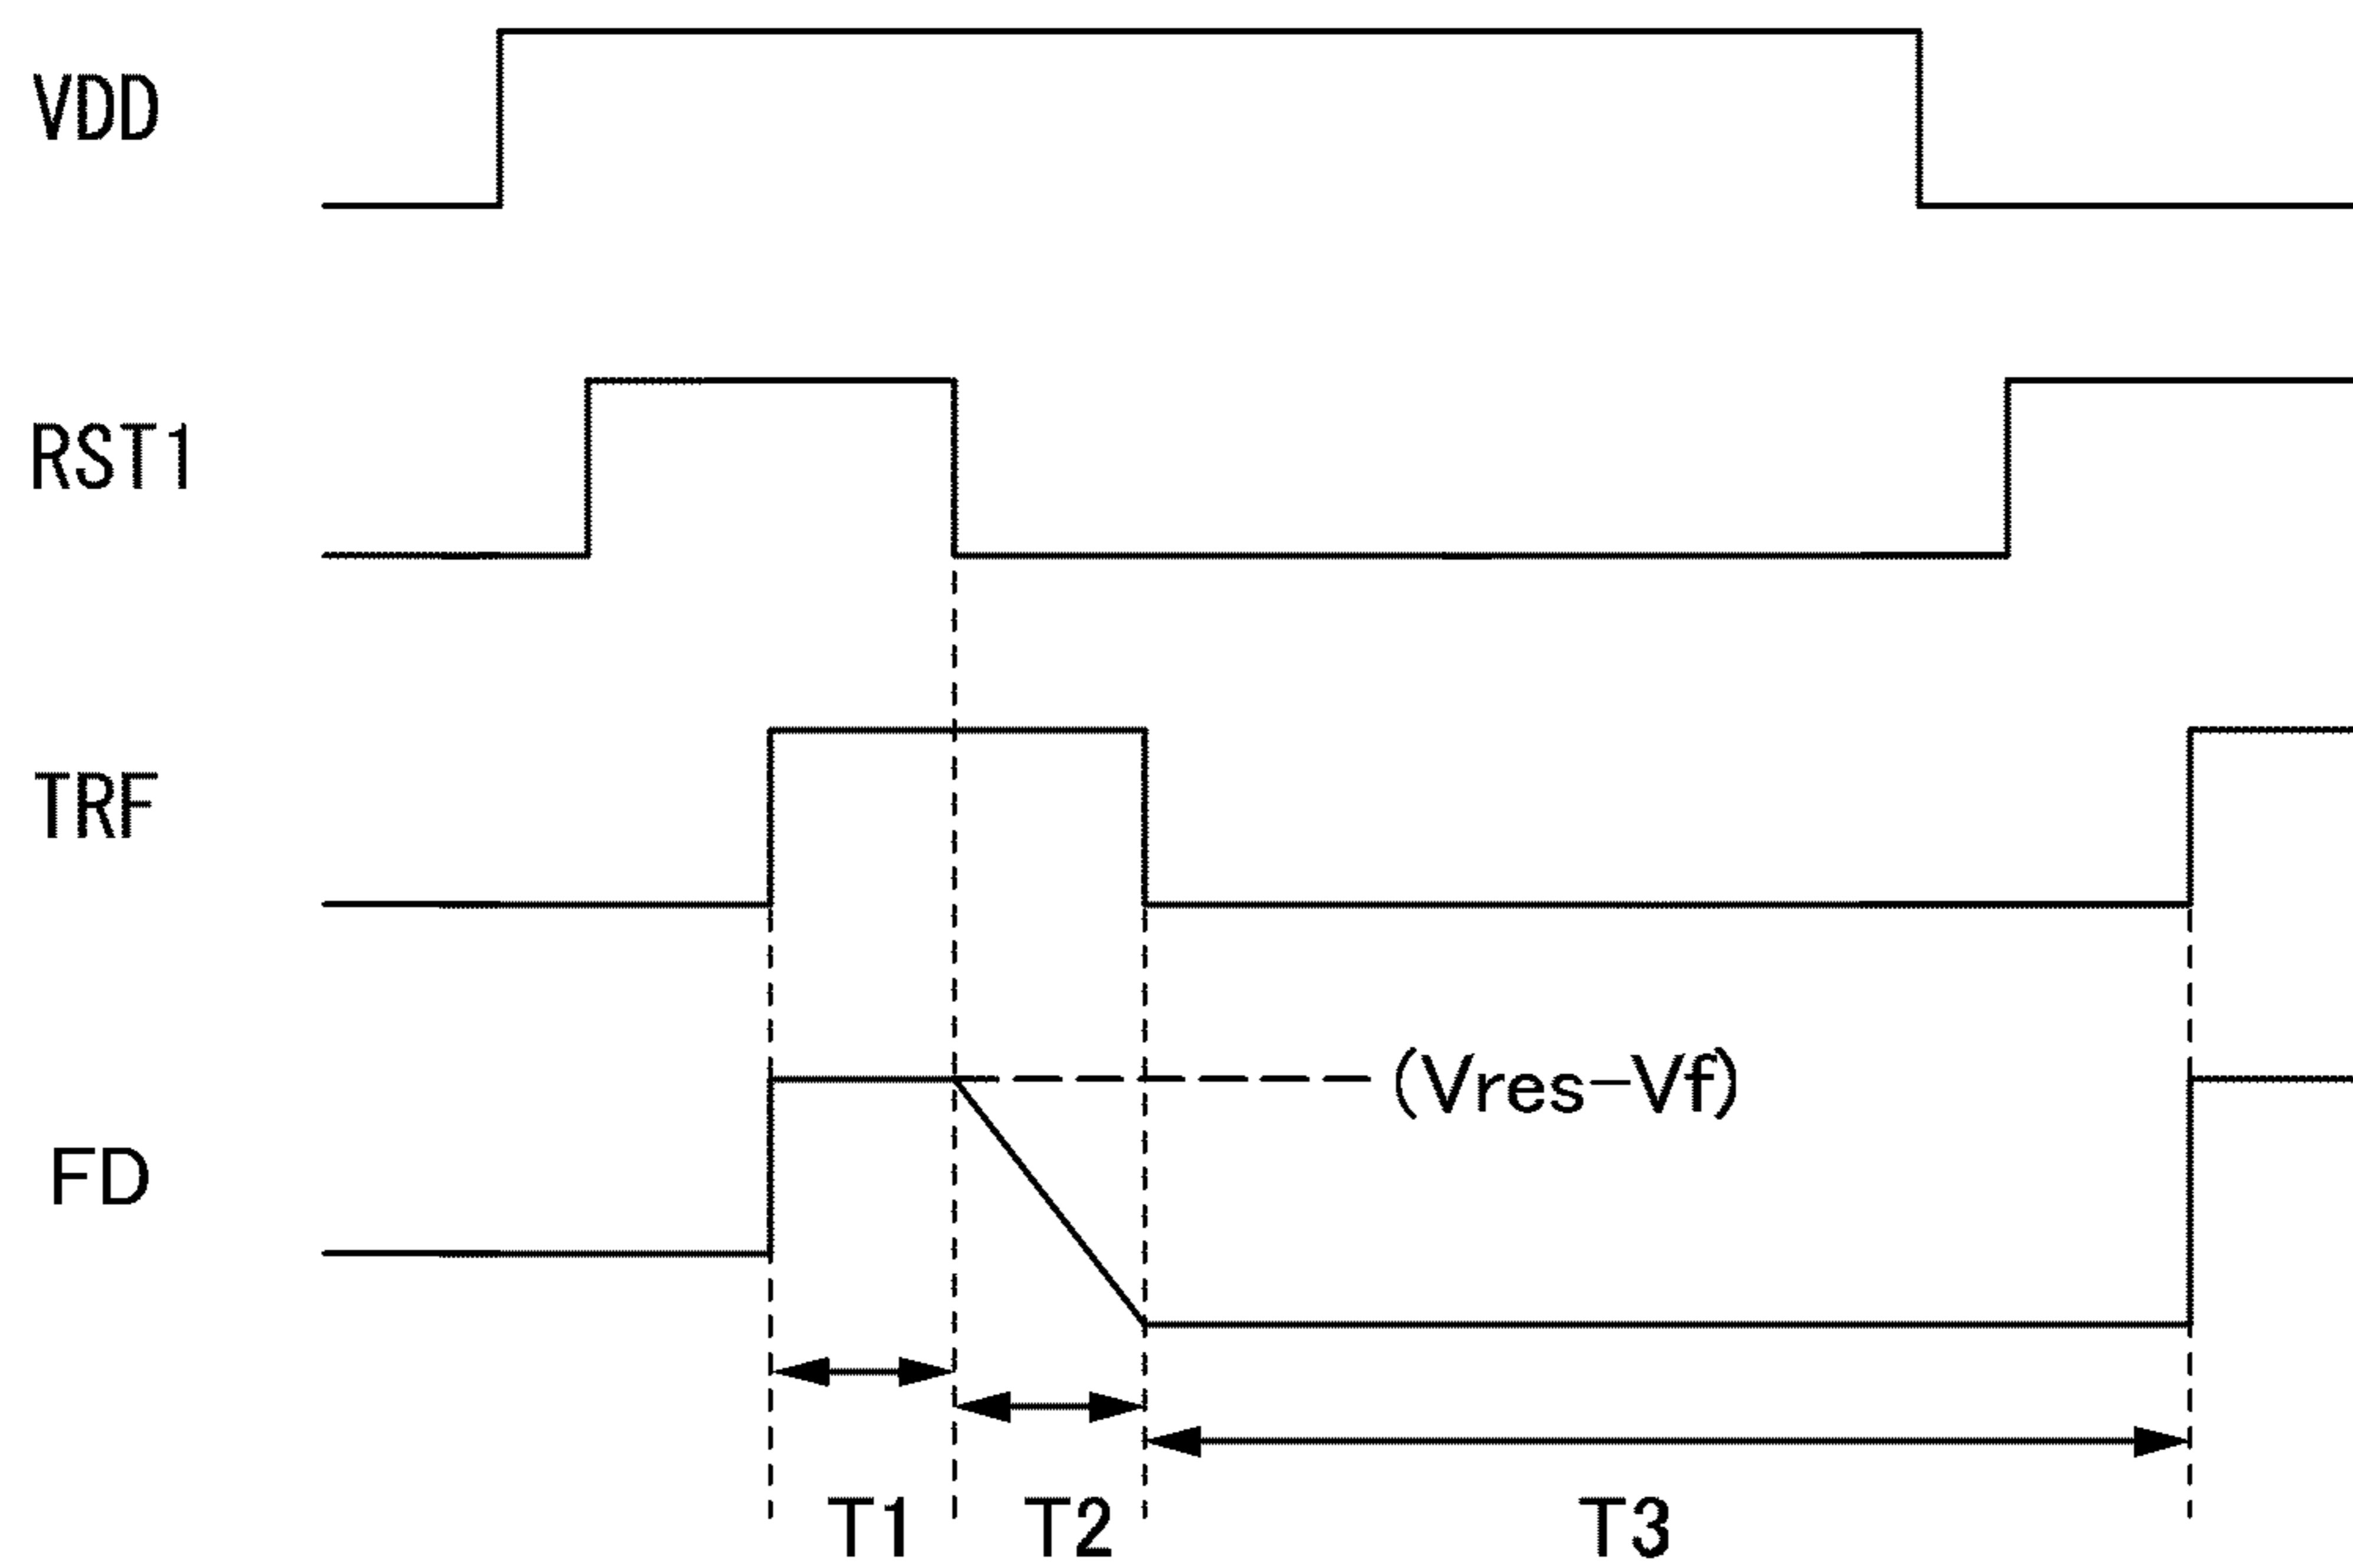 VDD
RST1
TRF
(Vres-Vf)
FD
T1 T2 T3